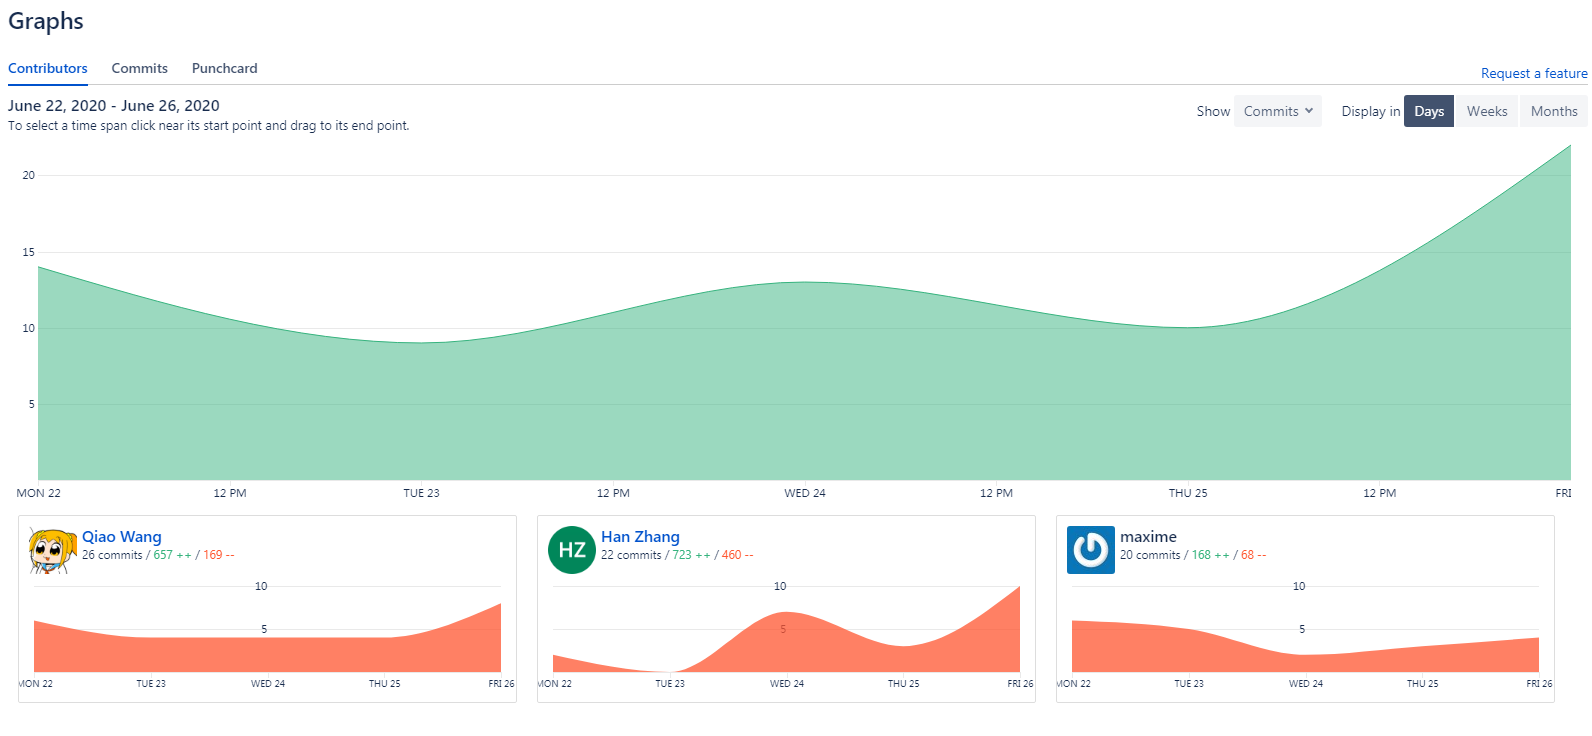 Graphs
Contributors Commits Punchcard
Request a feature
June 22, 2020 - June 26, 2020
To select a time span click near its start point and drag to its end point.
Show Commits Display in Days Weeks Months
20
15
10
5
MON 22 12 PM TUE 23 12 PM WED 24 12 PM THU 25 12 PM FRI
Qiao Wang
26 commits / 657 ++ / 169 --
10
5
MON 22 TUE 23 WED 24 THU 25 FRI 26
HZ
Han Zhang
22 commits / 723 ++ / 460 --
10
5
MON 22 TUE 23 WED 24 THU 25 FRI 26
maxime
20 commits / 168 ++ / 68 --
10
5
MON 22 TUE 23 WED 24 THU 25 FRI 26